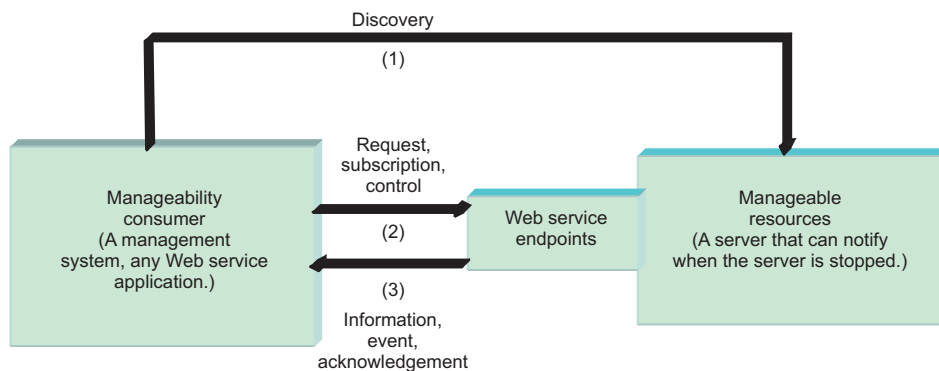 Discovery
(1)
Request,
subscription,
control
(2)
(3)
Information,
event,
acknowledgement
Manageability
consumer
(A management
system, any Web service
application.)
Web service
endpoints
Manageable
resources
(A server that can notify
when the server is stopped.)